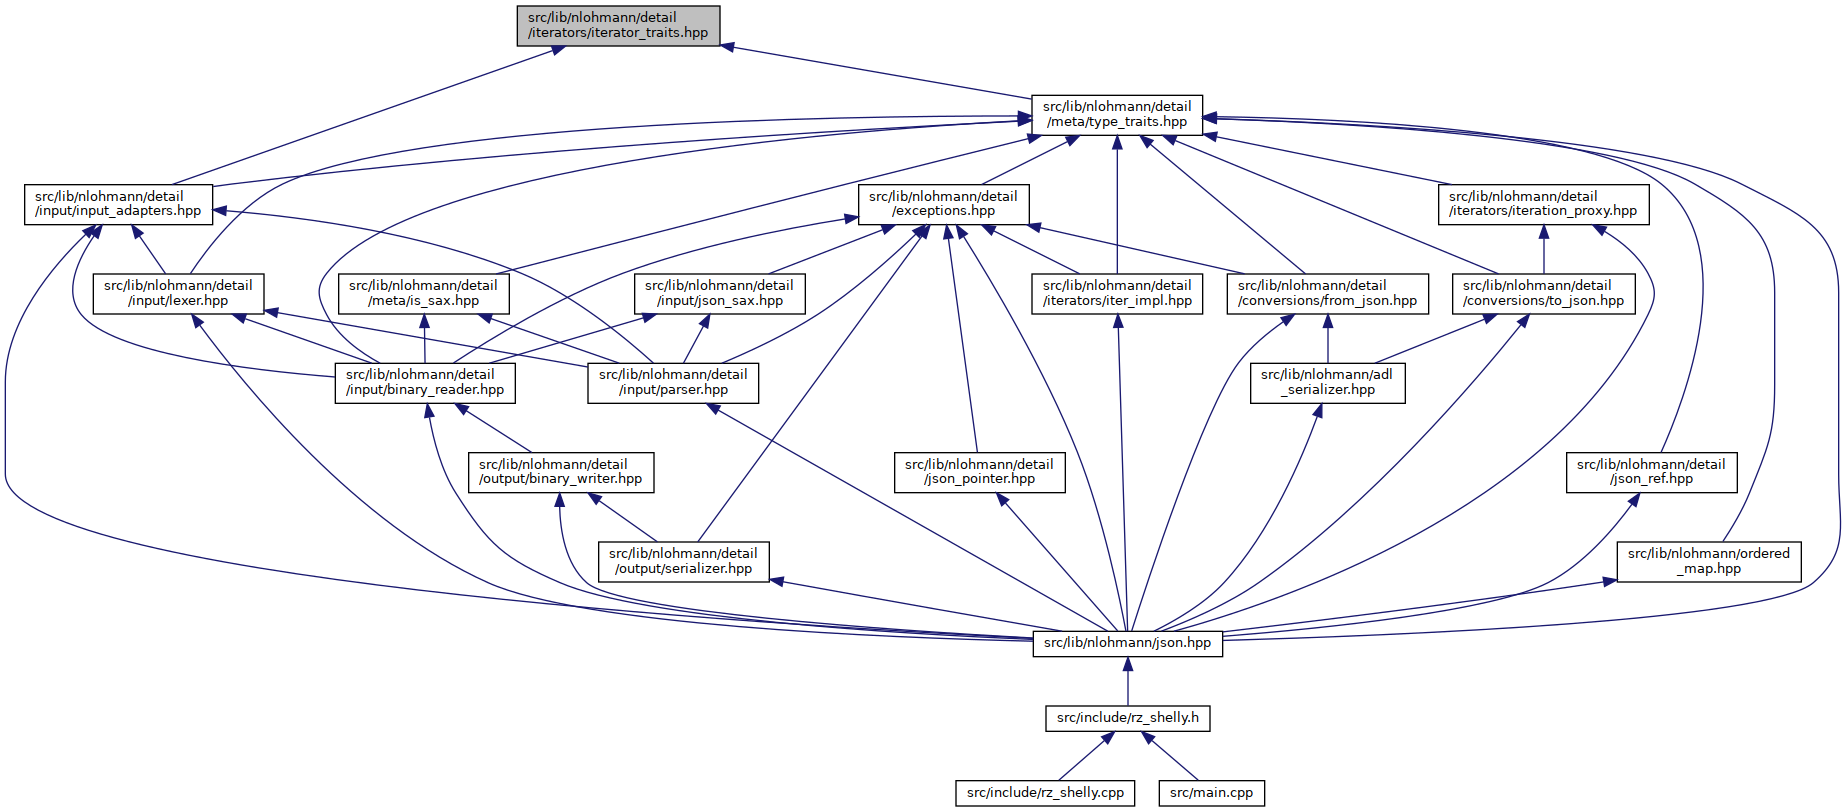 src/lib/nlohmann/detail
/iterators/iterator_traits.hpp
src/lib/nlohmann/detail
/meta/type_traits.hpp
src/lib/nlohmann/detail
/input/input_adapters.hpp
src/lib/nlohmann/detail
/exceptions.hpp
src/lib/nlohmann/detail
/iterators/iteration_proxy.hpp
src/lib/nlohmann/detail
/input/lexer.hpp
src/lib/nlohmann/detail
/meta/is_sax.hpp
src/lib/nlohmann/detail
/input/json_sax.hpp
src/lib/nlohmann/detail
/iterators/iter_impl.hpp
src/lib/nlohmann/detail
/conversions/from_json.hpp
src/lib/nlohmann/detail
/conversions/to_json.hpp
src/lib/nlohmann/detail
/input/binary_reader.hpp
src/lib/nlohmann/detail
/input/parser.hpp
src/lib/nlohmann/adl
_serializer.hpp
src/lib/nlohmann/detail
/output/binary_writer.hpp
src/lib/nlohmann/detail
/json_pointer.hpp
src/lib/nlohmann/detail
/json_ref.hpp
src/lib/nlohmann/detail
/output/serializer.hpp
src/lib/nlohmann/ordered
_map.hpp
src/lib/nlohmann/json.hpp
src/include/rz_shelly.h
src/include/rz_shelly.cpp
src/main.cpp